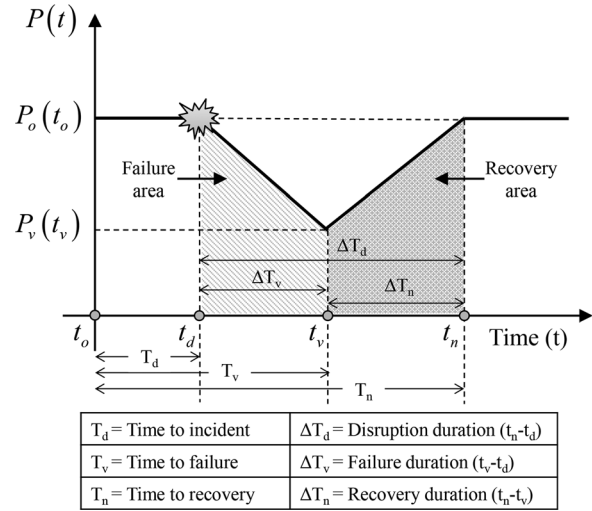 P(t)
P_o(t_o)
Failure area
Recovery area
P_v(t_v)
ΔT_d
ΔT_v
ΔT_n
t_o t_d t_v t_n Time (t)
T_d
T_v
T_n
T_d = Time to incident ΔT_d = Disruption duration (t_n-t_d)
T_v = Time to failure ΔT_v = Failure duration (t_v-t_d)
T_n = Time to recovery ΔT_n = Recovery duration (t_n-t_v)